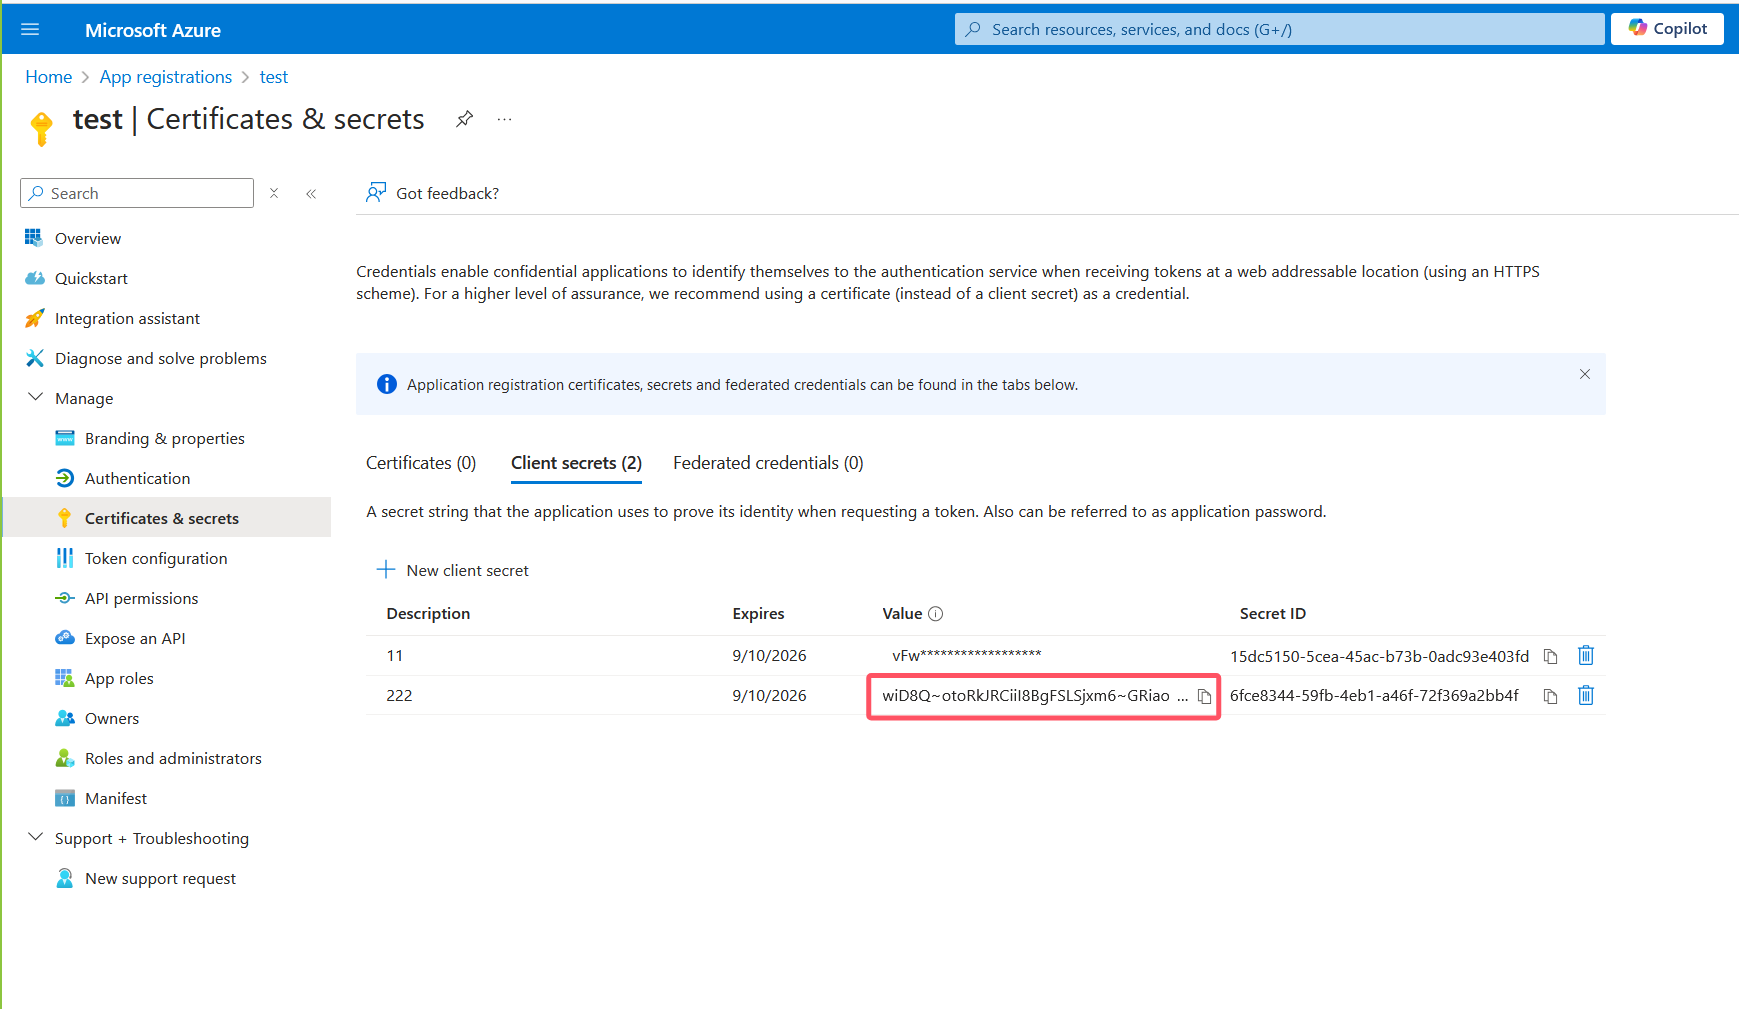 Microsoft Azure
Search resources, services, and docs (G+/)
Copilot
Home > App registrations > test
test | Certificates & secrets
Search
Got feedback?
Overview
Quickstart
Integration assistant
Diagnose and solve problems
Manage
Branding & properties
Authentication
Certificates & secrets
Token configuration
API permissions
Expose an API
App roles
Owners
Roles and administrators
Manifest
Support + Troubleshooting
New support request
Credentials enable confidential applications to identify themselves to the authentication service when receiving tokens at a web addressable location (using an HTTPS
scheme). For a higher level of assurance, we recommend using a certificate (instead of a client secret) as a credential.
Application registration certificates, secrets and federated credentials can be found in the tabs below.
Certificates (0) Client secrets (2) Federated credentials (0)
A secret string that the application uses to prove its identity when requesting a token. Also can be referred to as application password.
New client secret
Description Expires Value Secret ID
11 9/10/2026 vFw****************** 15dc5150-5cea-45ac-b73b-0adc93e403fd
222 9/10/2026 wiD8Q~otoRkJRCiiI8BgFSLSjxm6~GRiao ... 6fce8344-59fb-4eb1-a46f-72f369a2bb4f